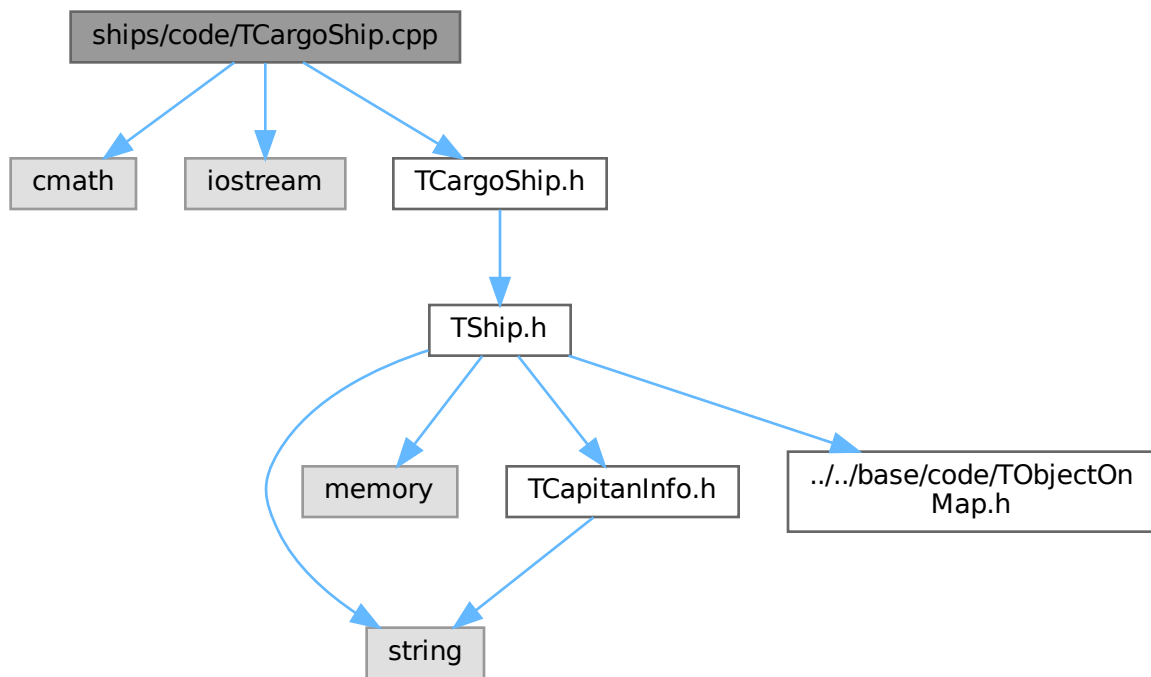 ships/code/TCargoShip.cpp
cmath
iostream
TCargoShip.h
TShip.h
memory
TCapitanInfo.h
../../base/code/TObjectOn
Map.h
string